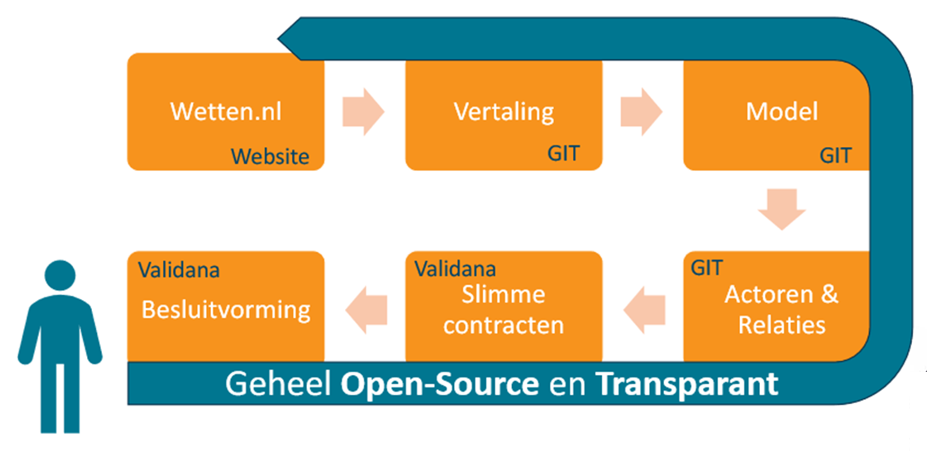 Wetten.nl
Website
Vertaling
GIT
Model
GIT
GIT
Actoren &
Relaties
Validana
Slimme
contracten
Validana
Besluitvorming
Geheel Open-Source en Transparant